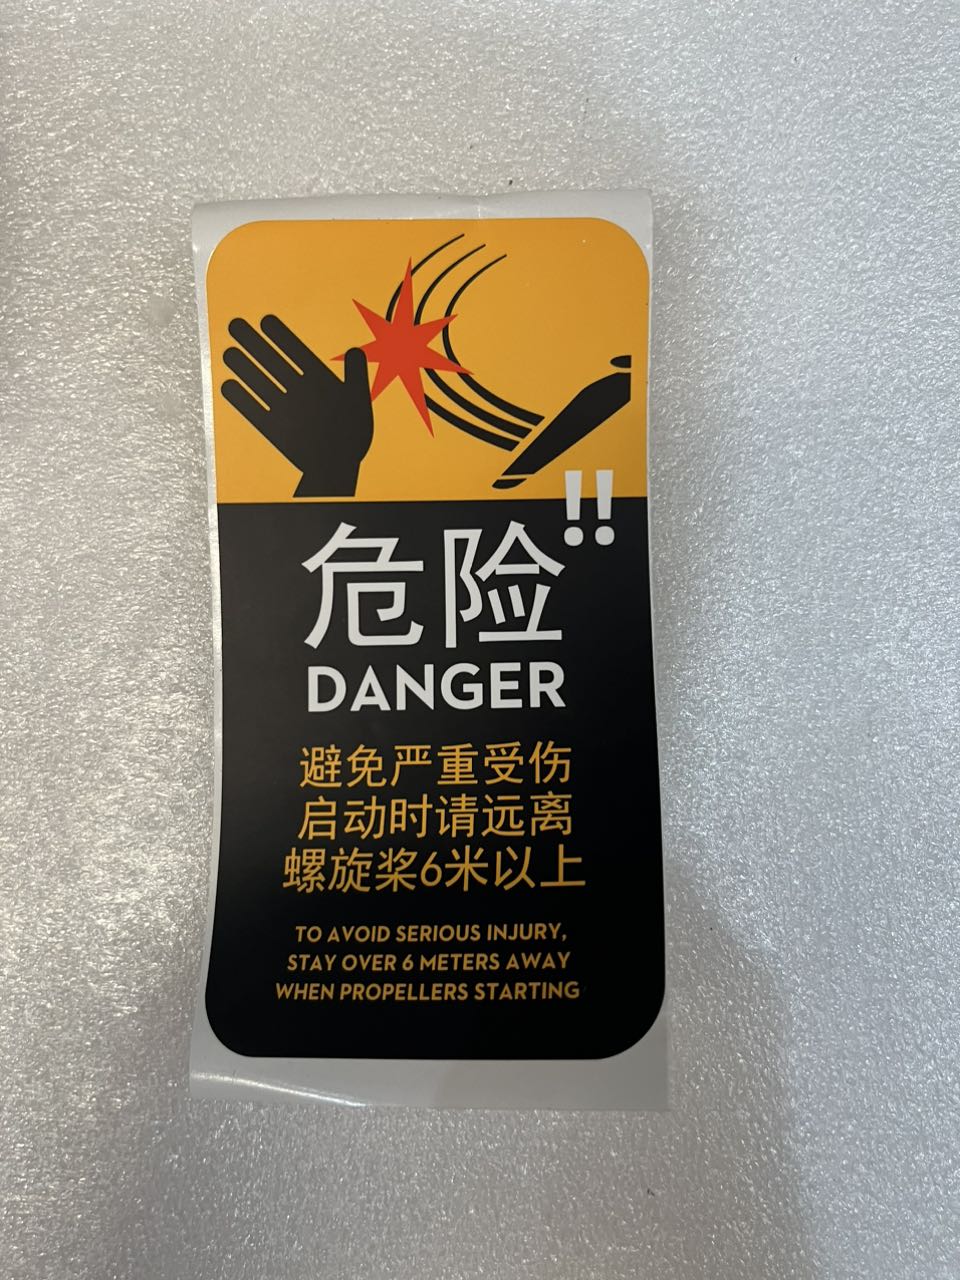 危险!!
DANGER
避免严重受伤
启动时请远离
螺旋桨6米以上
TO AVOID SERIOUS INJURY,
STAY OVER 6 METERS AWAY
WHEN PROPELLERS STARTING